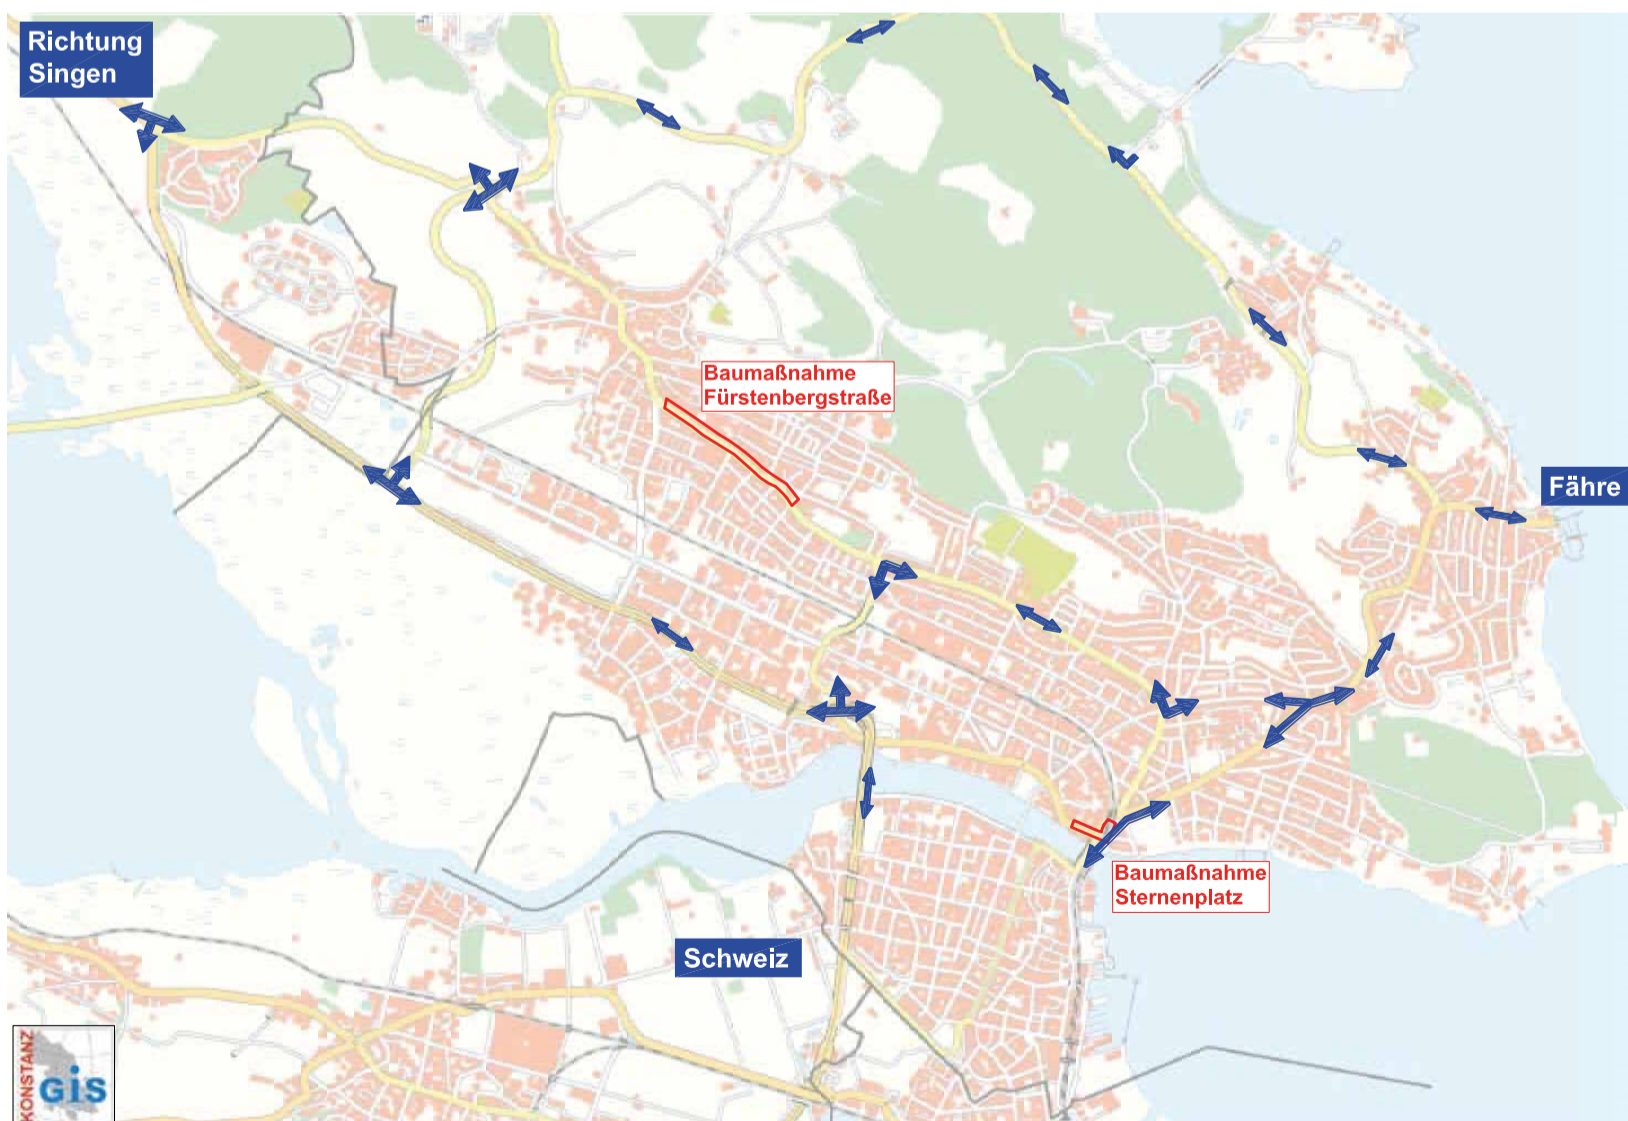 Richtung
Singen
Baumaßnahme
Fürstenbergstraße
Fähre
Baumaßnahme
Sternenplatz
Schweiz
KONSTANZ
GiS